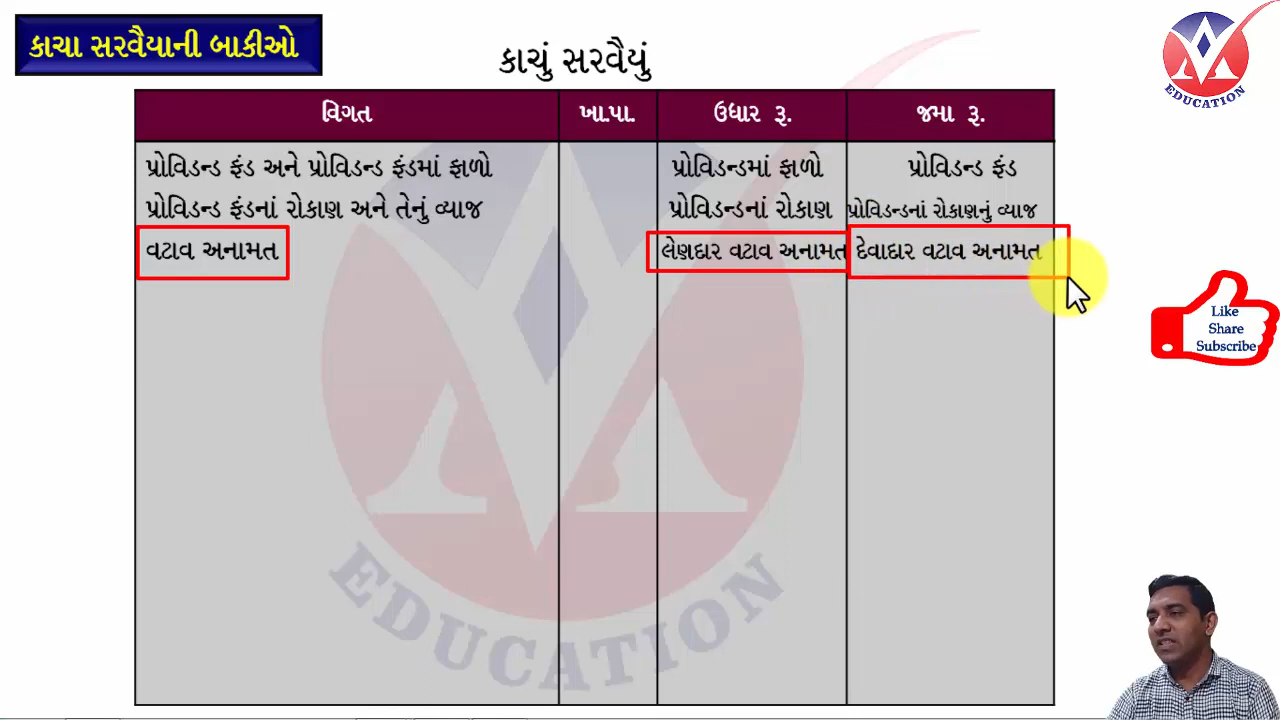 કાચા સરવૈયાની બાકીઓ
કાચું સરવૈયું
EDUCATION
વિગત ખા.પા. ઉધાર રૂ. જમા રૂ.
પ્રોવિડન્ડ ફંડ અને પ્રોવિડન્ડ ફંડમાં ફાળો પ્રોવિડન્ડમાં ફાળો પ્રોવિડન્ડ ફંડ
પ્રોવિડન્ડ ફંડનાં રોકાણ અને તેનું વ્યાજ પ્રોવિડન્ડનાં રોકાણ પ્રોવિડન્ડનાં રોકાણનું વ્યાજ
વટાવ અનામત લેણદાર વટાવ અનામત દેવાદાર વટાવ અનામત
Like
Share
Subscribe
EDUCATION